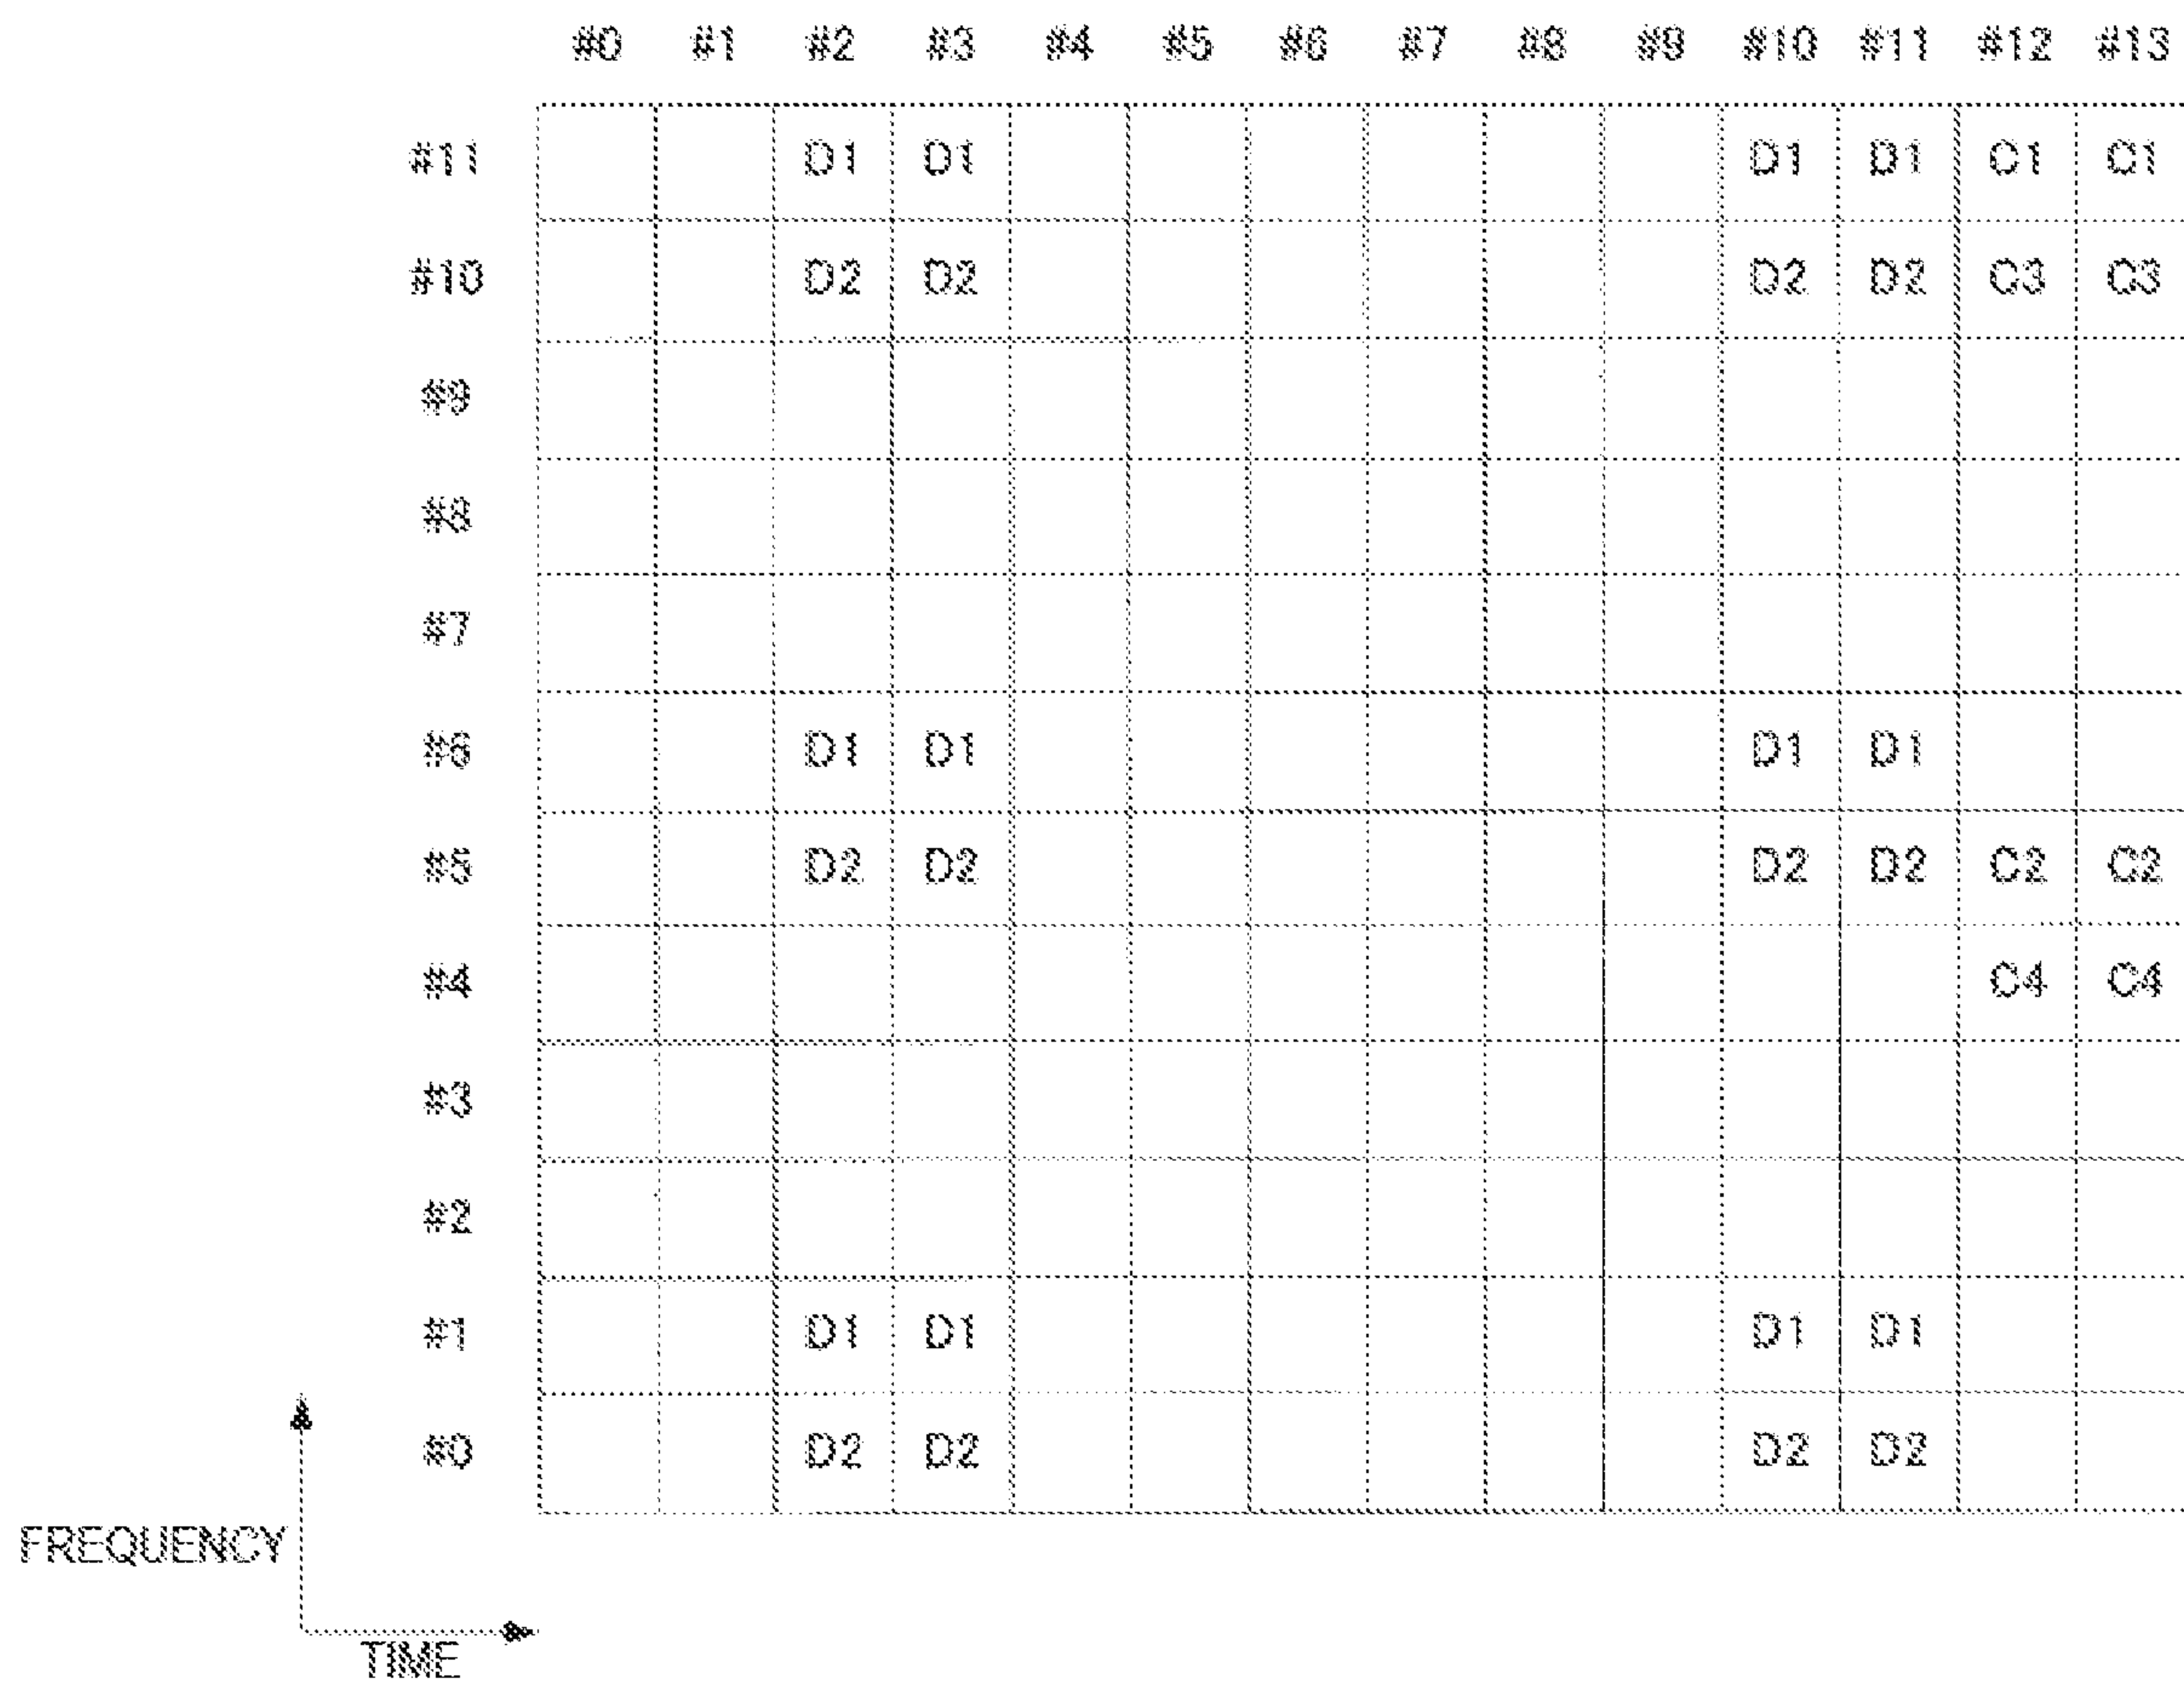 #0 #1 #2 #3 #4 #5 #6 #7 #8 #9 #10 #11 #12 #13
#11 D1 D1 D1 D1 C1 C1
#10 D2 D2 D2 D2 C3 C3
#9
#8
#7
#6 D1 D1 D1 D1
#5 D2 D2 D2 D2 C2 C2
#4 C4 C4
#3
#2
#1 D1 D1 D1 D1
#0 D2 D2 D2 D2
FREQUENCY
TIME